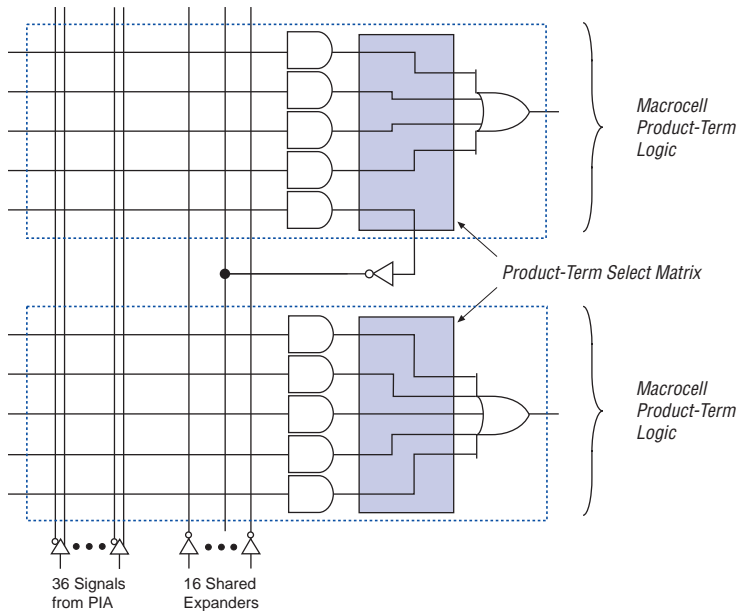 Macrocell
Product-Term
Logic
Product-Term Select Matrix
Macrocell
Product-Term
Logic
36 Signals
from PIA
16 Shared
Expanders